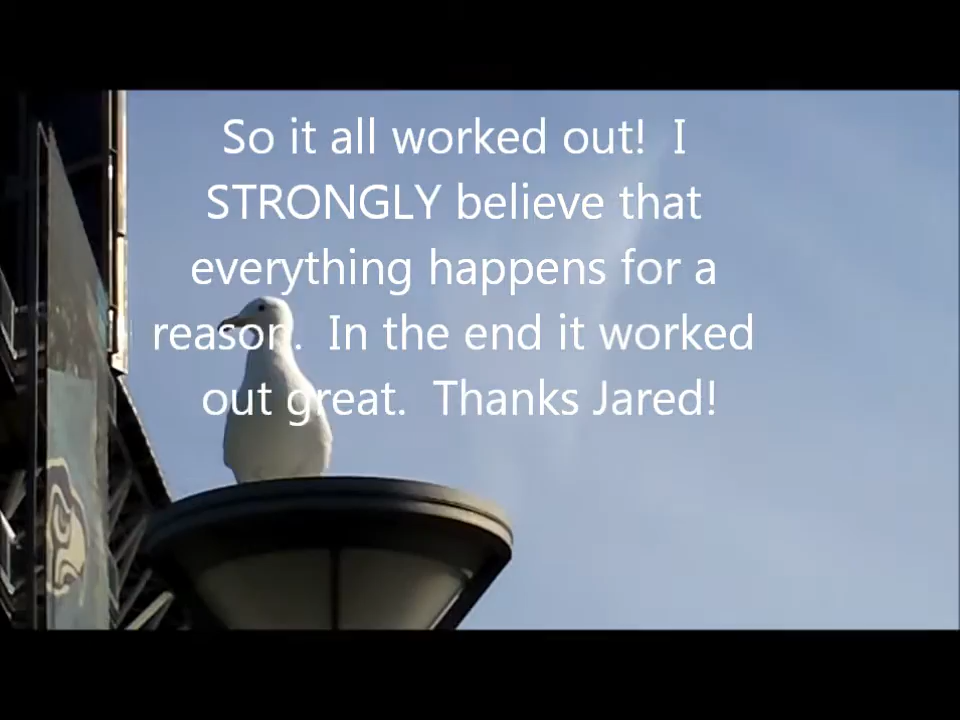 So it all worked out!  I
STRONGLY believe that
everything happens for a
reason.  In the end it worked
out great.  Thanks Jared!